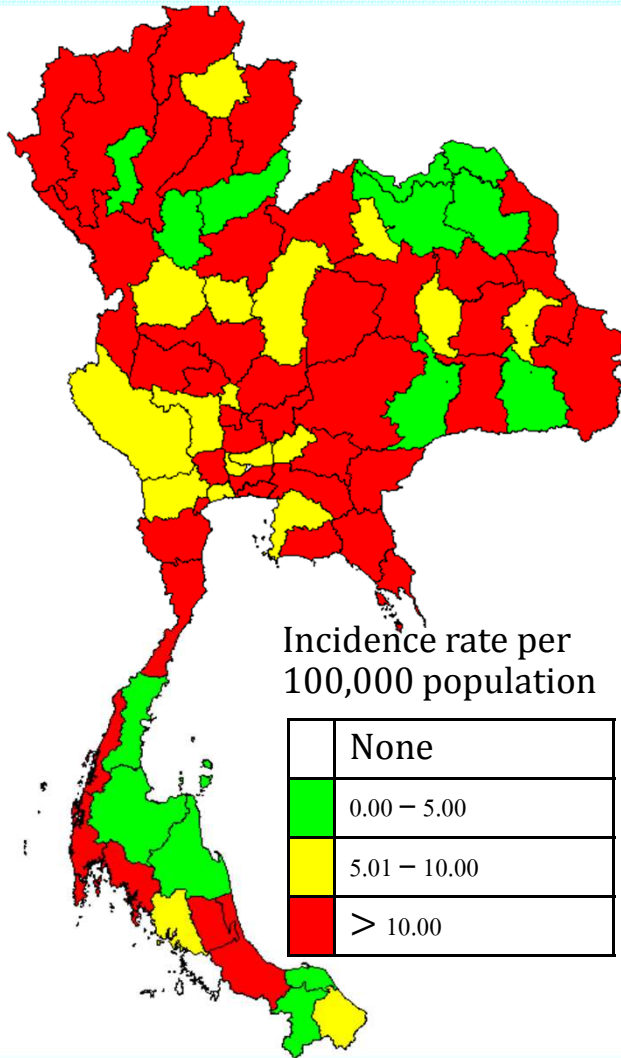 Incidence rate per
100,000 population
None
0.00 – 5.00
5.01 – 10.00
> 10.00